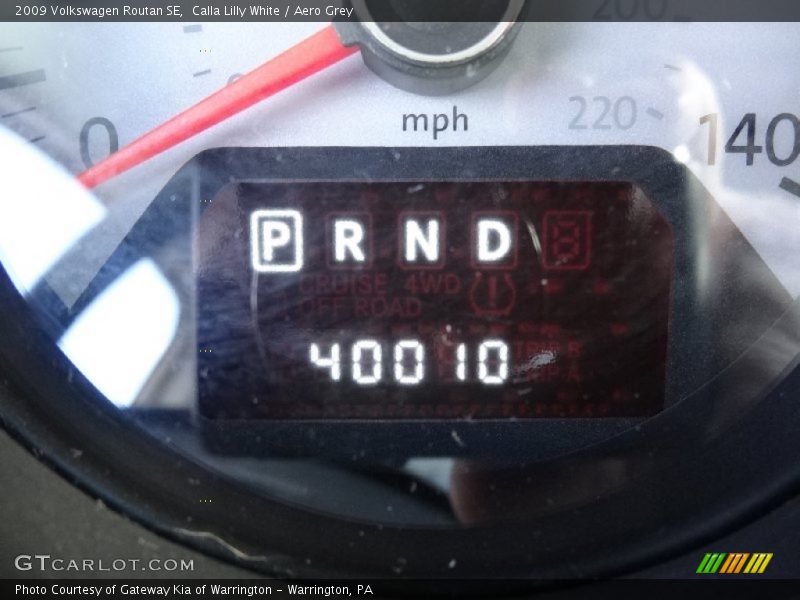 2009 Volkswagen Routan SE, Calla Lilly White / Aero Grey
200
0
mph
220
140
P R N D 8
CRUISE 4WD
OFF ROAD
40010
GTCARLOT.COM
Photo Courtesy of Gateway Kia of Warrington - Warrington, PA